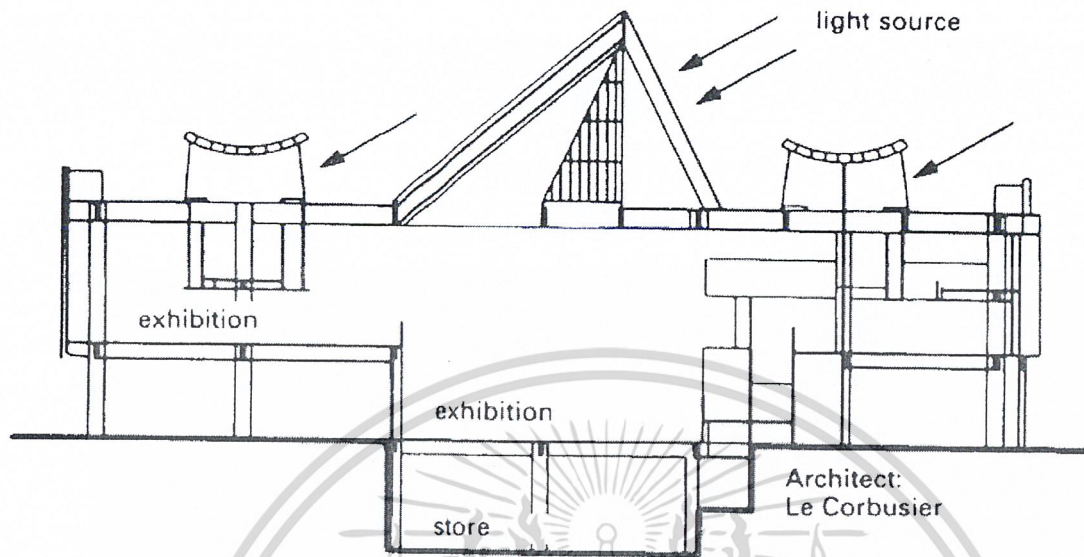 light source
exhibition
exhibition
Architect:
Le Corbusier
store